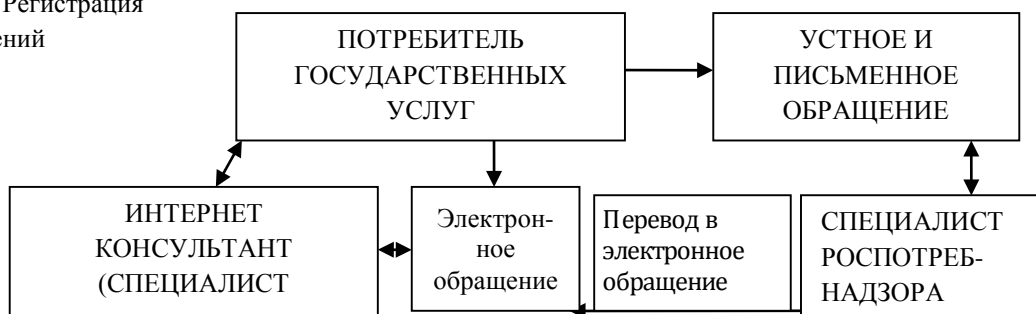 Регистрация
ений
ПОТРЕБИТЕЛЬ
ГОСУДАРСТВЕННЫХ
УСЛУГ
УСТНОЕ И
ПИСЬМЕННОЕ
ОБРАЩЕНИЕ
ИНТЕРНЕТ
КОНСУЛЬТАНТ
(СПЕЦИАЛИСТ
Электрон-
ное
обращение
Перевод в
электронное
обращение
СПЕЦИАЛИСТ
РОСПОТРЕБ-
НАДЗОРА